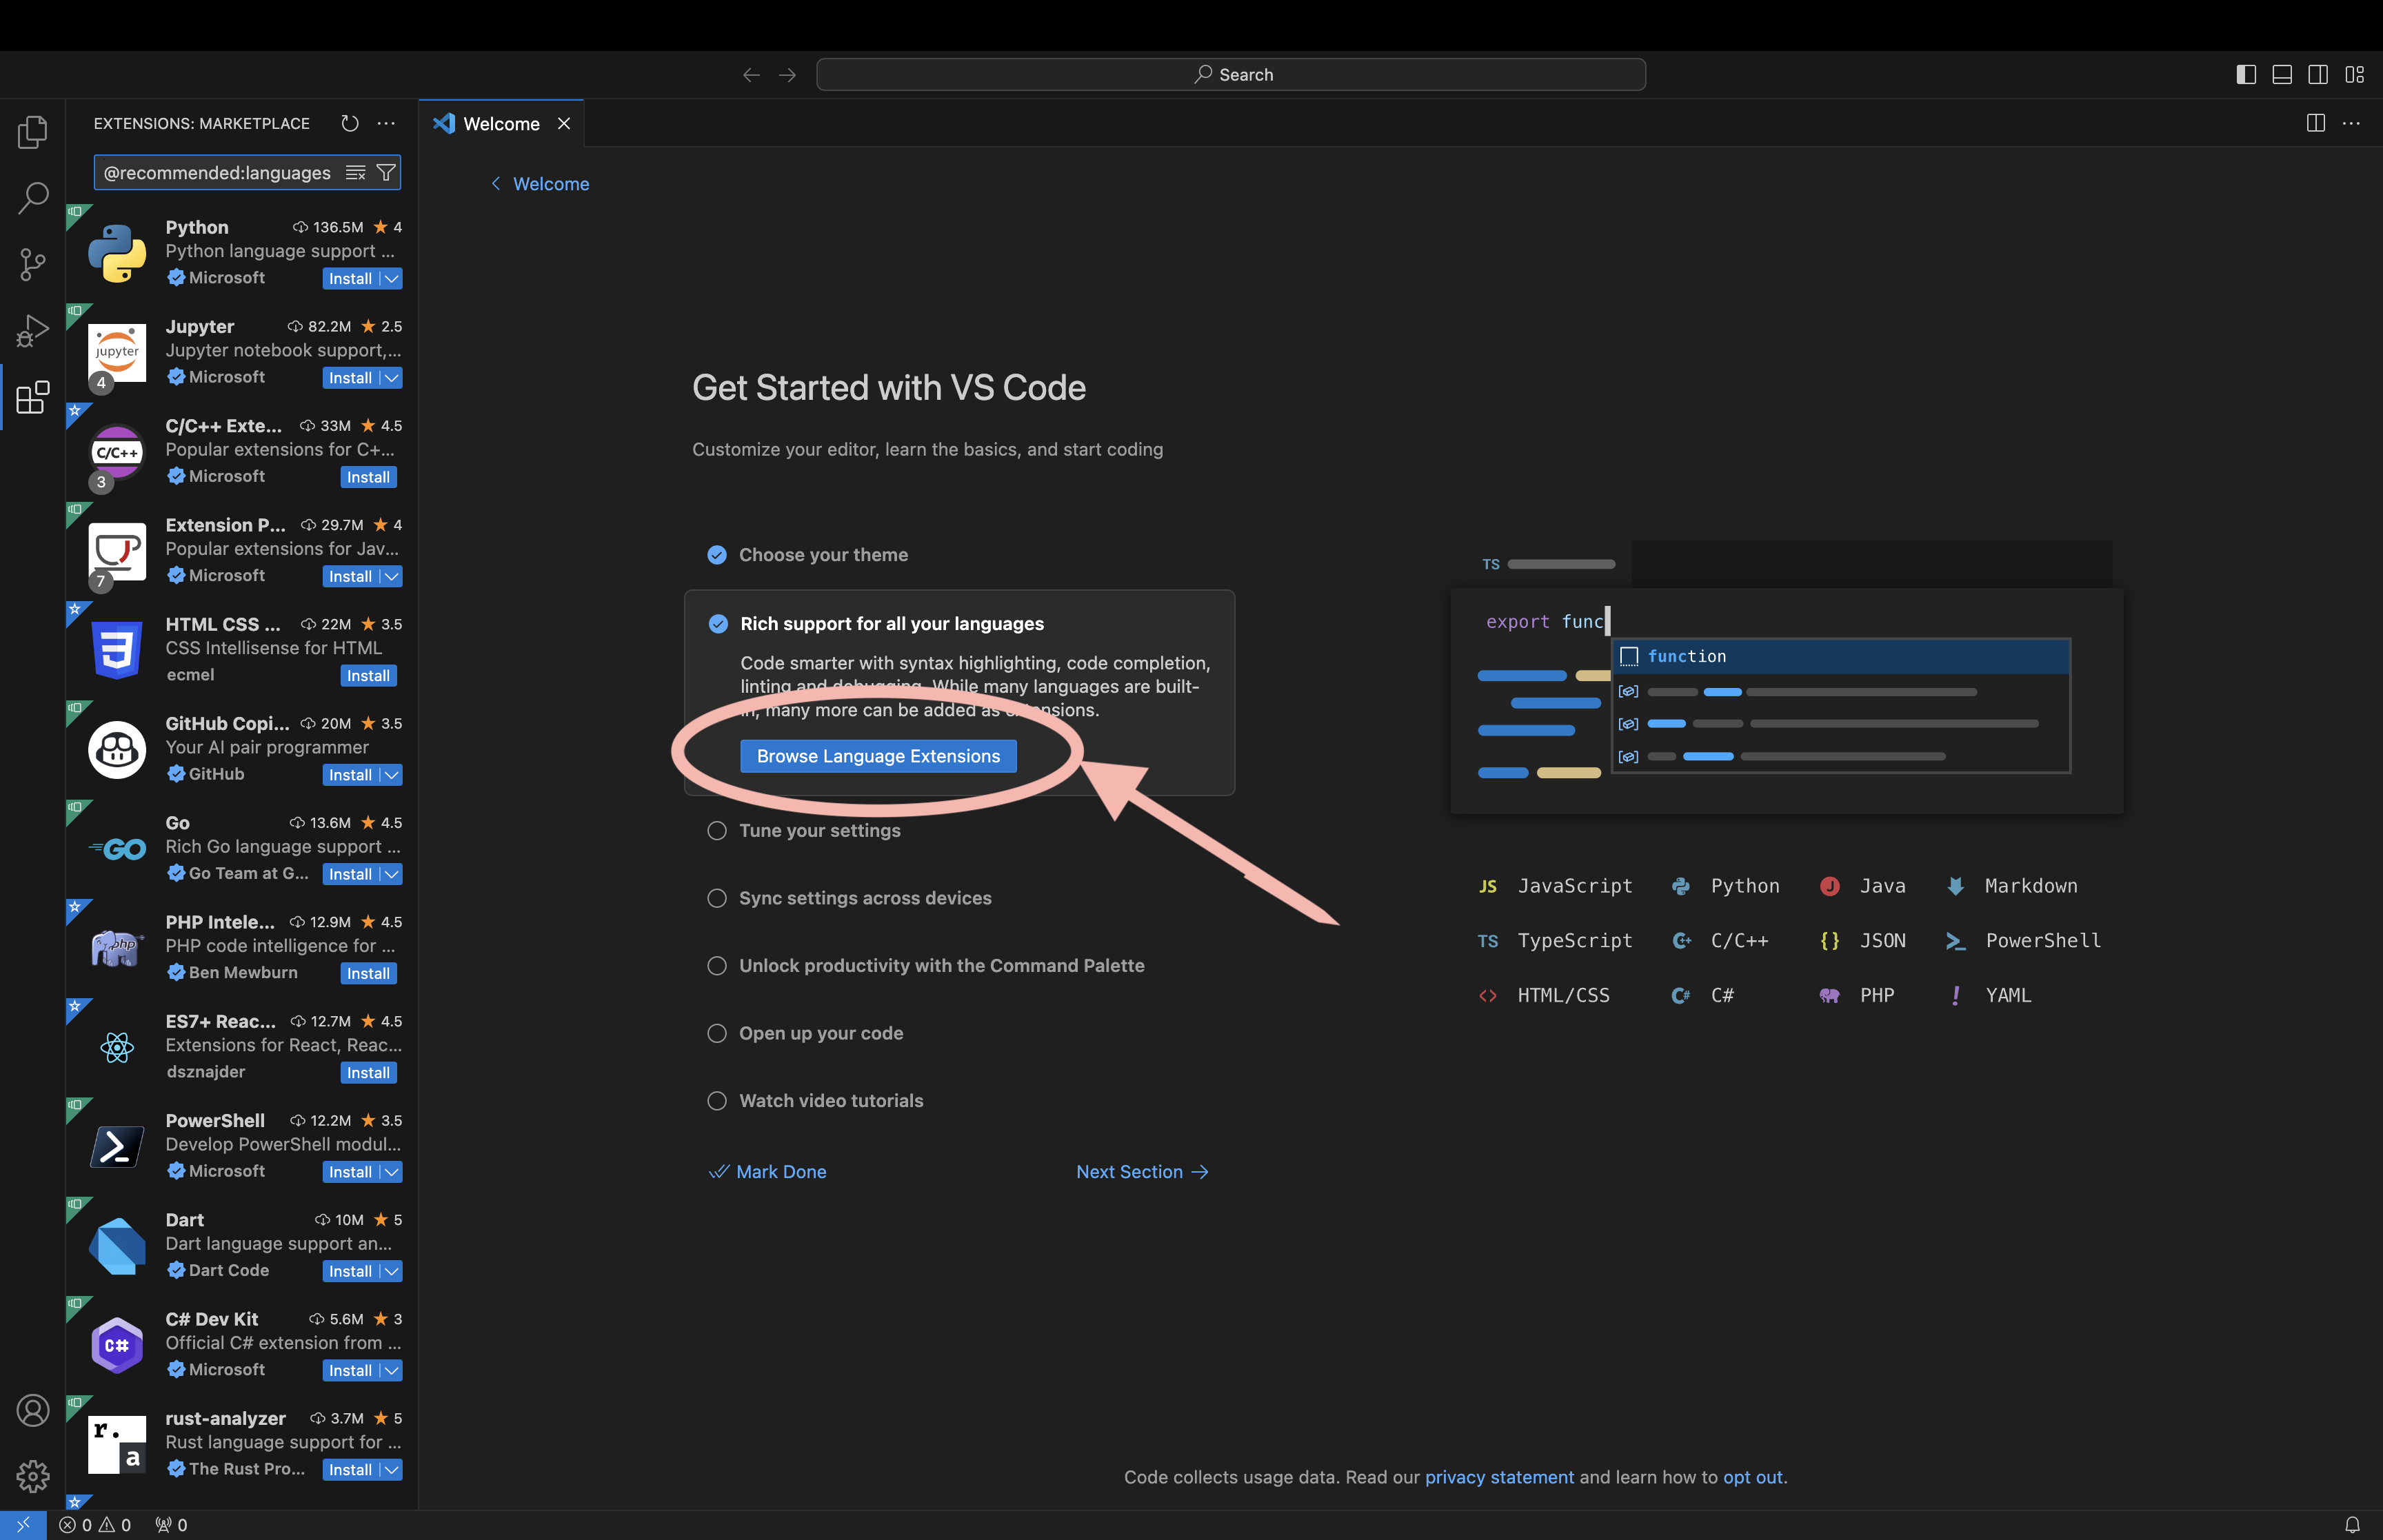 Search
EXTENSIONS: MARKETPLACE
@recommended:languages
Python 136.5M 4
Python language support ...
Microsoft Install
Jupyter 82.2M 2.5
Jupyter notebook support,...
Microsoft Install
jupyter
4
C/C++ Exte... 33M 4.5
Popular extensions for C+...
Microsoft Install
C/C++
3
Extension P... 29.7M 4
Popular extensions for Jav...
Microsoft Install
7
HTML CSS ... 22M 3.5
CSS Intellisense for HTML
ecmel Install
3
GitHub Copi... 20M 3.5
Your AI pair programmer
GitHub Install
Go 13.6M 4.5
Rich Go language support ...
Go Team at G... Install
GO
PHP Intele... 12.9M 4.5
PHP code intelligence for ...
Ben Mewburn Install
php
ES7+ Reac... 12.7M 4.5
Extensions for React, Reac...
dsznajder Install
PowerShell 12.2M 3.5
Develop PowerShell modul...
Microsoft Install
Dart 10M 5
Dart language support an...
Dart Code Install
C# Dev Kit 5.6M 3
Official C# extension from ...
Microsoft Install
C#
rust-analyzer 3.7M 5
Rust language support for ...
The Rust Pro... Install
r.
a
Welcome
Welcome
Get Started with VS Code
Customize your editor, learn the basics, and start coding
Choose your theme
Rich support for all your languages
Code smarter with syntax highlighting, code completion,
linting and debugging. While many languages are built-
in, many more can be added as extensions.
Browse Language Extensions
Tune your settings
Sync settings across devices
Unlock productivity with the Command Palette
Open up your code
Watch video tutorials
Mark Done Next Section
TS
export func
function
JS JavaScript Python J Java Markdown
TS TypeScript C++ C/C++ {} JSON PowerShell
<> HTML/CSS C# C# PHP ! YAML
Code collects usage data. Read our privacy statement and learn how to opt out.
0 0 0